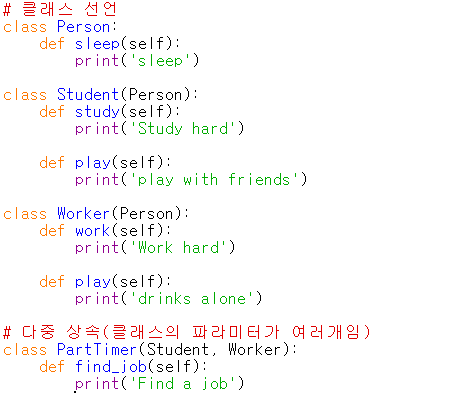 # 클래스 선언
class Person:
    def sleep(self):
        print('sleep')
class Student(Person):
    def study(self):
        print('Study hard')
    def play(self):
        print('play with friends')
class Worker(Person):
    def work(self):
        print('Work hard')
    def play(self):
        print('drinks alone')
# 다중 상속(클래스의 파라미터가 여러개임)
class PartTimer(Student, Worker):
    def find_job(self):
        print('Find a job')